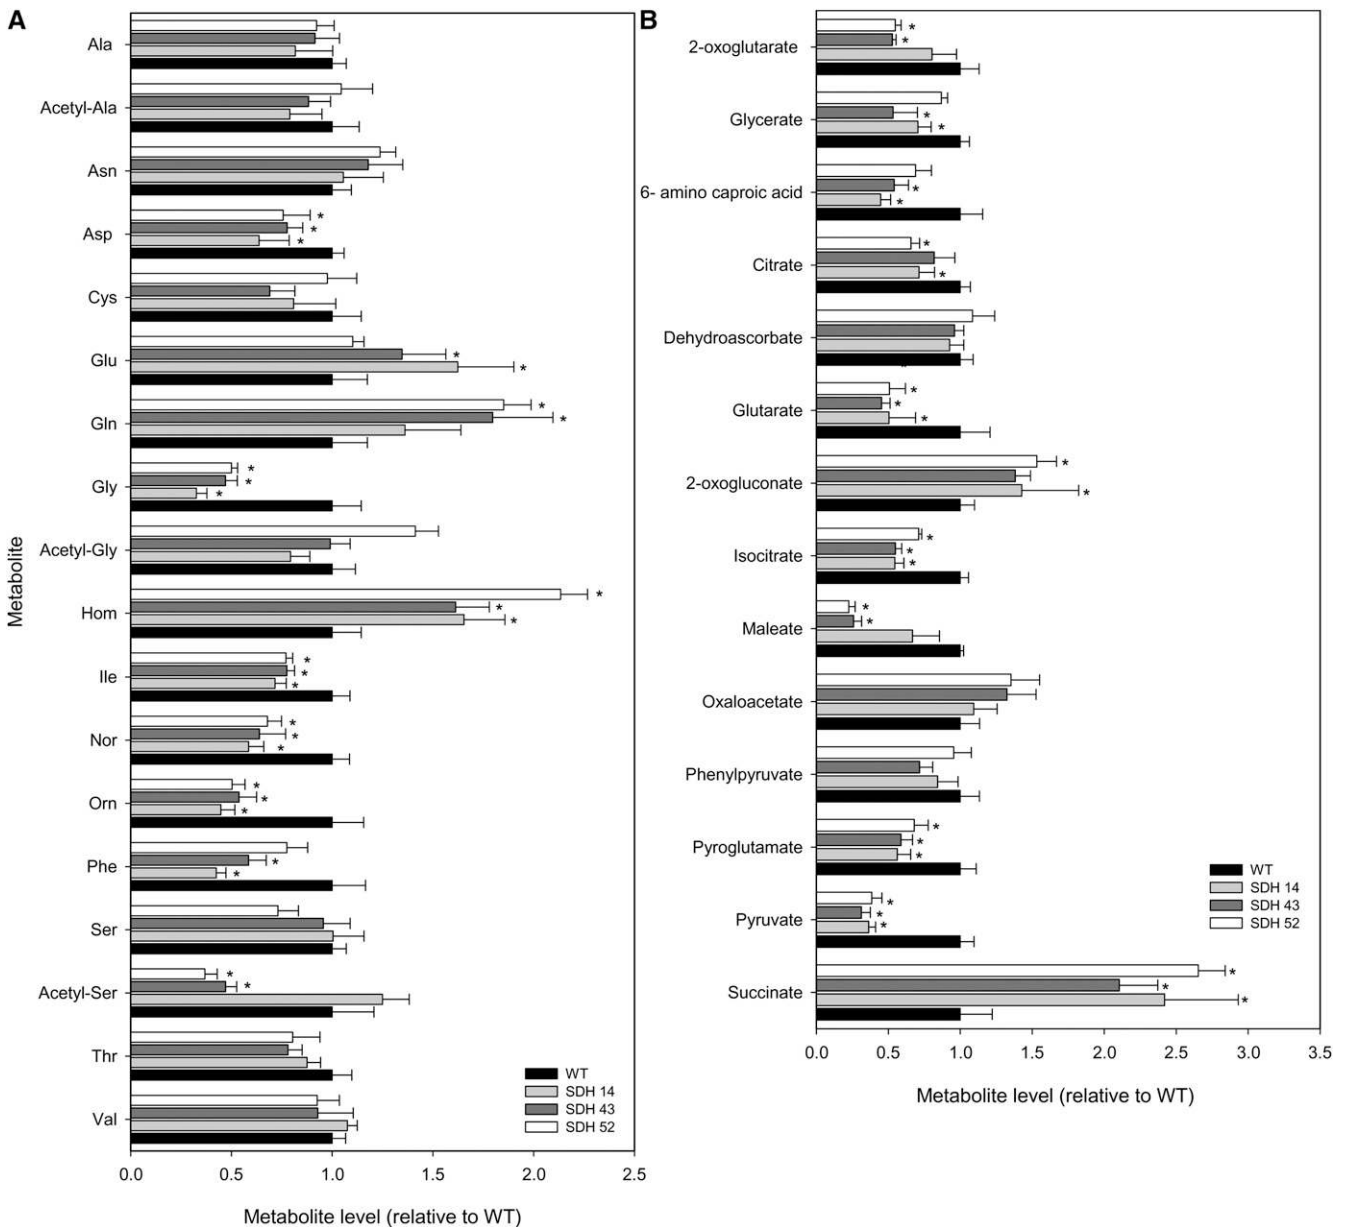 A
Metabolite
Ala
Acetyl-Ala
Asn
Asp
*
*
*
Cys
Glu
*
*
Gln
*
*
Gly
*
*
*
Acetyl-Gly
Hom
*
*
*
Ile
*
*
*
Nor
*
*
*
Orn
*
*
*
Phe
*
*
Ser
Acetyl-Ser
*
*
Thr
Val
WT
SDH 14
SDH 43
SDH 52
0.0 0.5 1.0 1.5 2.0 2.5
Metabolite level (relative to WT)
B
2-oxoglutarate
*
*
Glycerate
*
*
6- amino caproic acid
*
*
Citrate
*
*
Dehydroascorbate
Glutarate
*
*
*
2-oxogluconate
*
*
Isocitrate
*
*
*
Maleate
*
*
Oxaloacetate
Phenylpyruvate
Pyroglutamate
*
*
*
Pyruvate
*
*
*
Succinate
*
*
*
WT
SDH 14
SDH 43
SDH 52
0.0 0.5 1.0 1.5 2.0 2.5 3.0 3.5
Metabolite level (relative to WT)